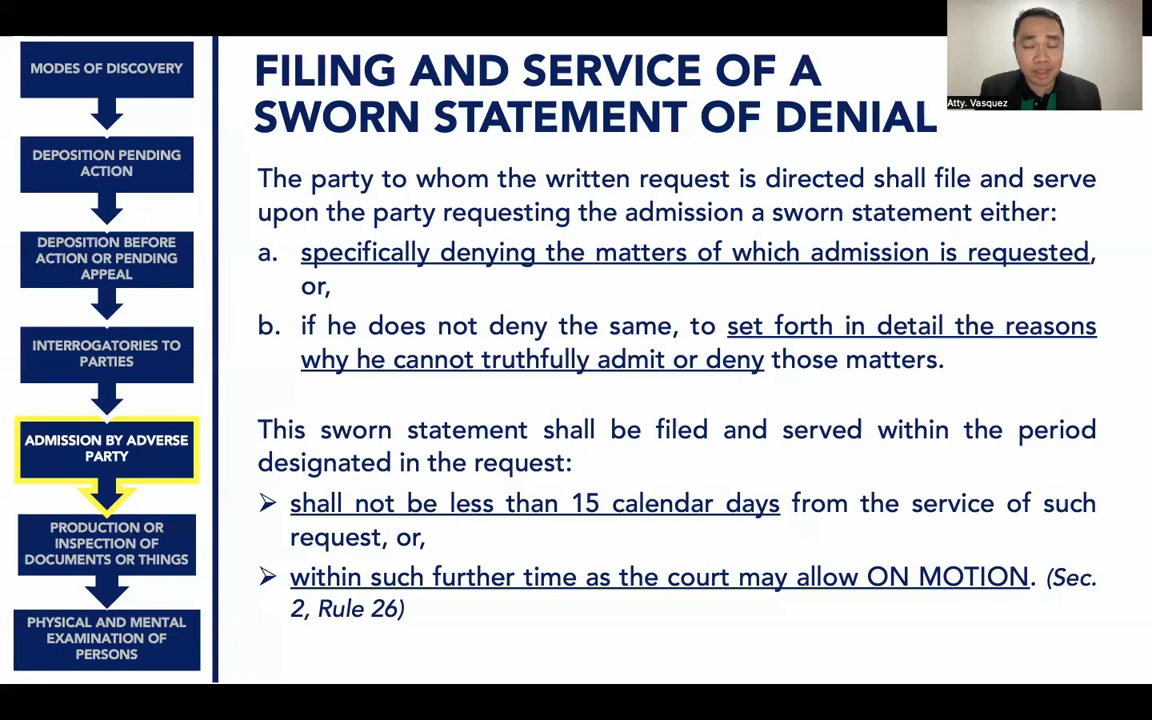 MODES OF DISCOVERY
DEPOSITION PENDING
ACTION
DEPOSITION BEFORE
ACTION OR PENDING
APPEAL
INTERROGATORIES TO
PARTIES
ADMISSION BY ADVERSE
PARTY
PRODUCTION OR
INSPECTION OF
DOCUMENTS OR THINGS
PHYSICAL AND MENTAL
EXAMINATION OF
PERSONS
FILING AND SERVICE OF A
SWORN STATEMENT OF DENIAL
Atty. Vasquez
The party to whom the written request is directed shall file and serve
upon the party requesting the admission a sworn statement either:
a. specifically denying the matters of which admission is requested,
or,
b. if he does not deny the same, to set forth in detail the reasons
why he cannot truthfully admit or deny those matters.
This sworn statement shall be filed and served within the period
designated in the request:
➢ shall not be less than 15 calendar days from the service of such
request, or,
➢ within such further time as the court may allow ON MOTION. (Sec.
2, Rule 26)